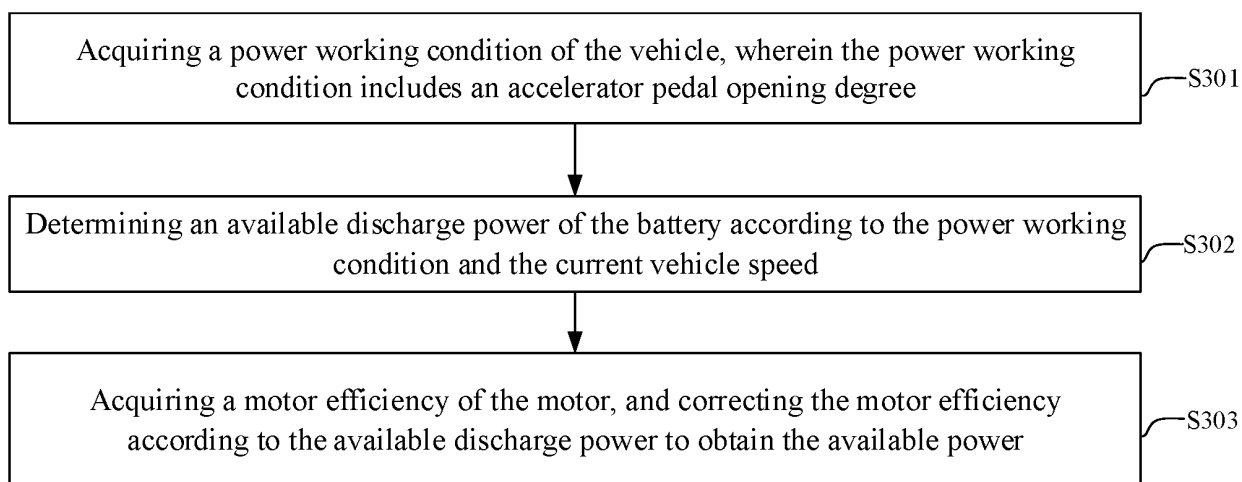 Acquiring a power working condition of the vehicle, wherein the power working
condition includes an accelerator pedal opening degree
S301
Determining an available discharge power of the battery according to the power working
condition and the current vehicle speed
S302
Acquiring a motor efficiency of the motor, and correcting the motor efficiency
according to the available discharge power to obtain the available power
S303